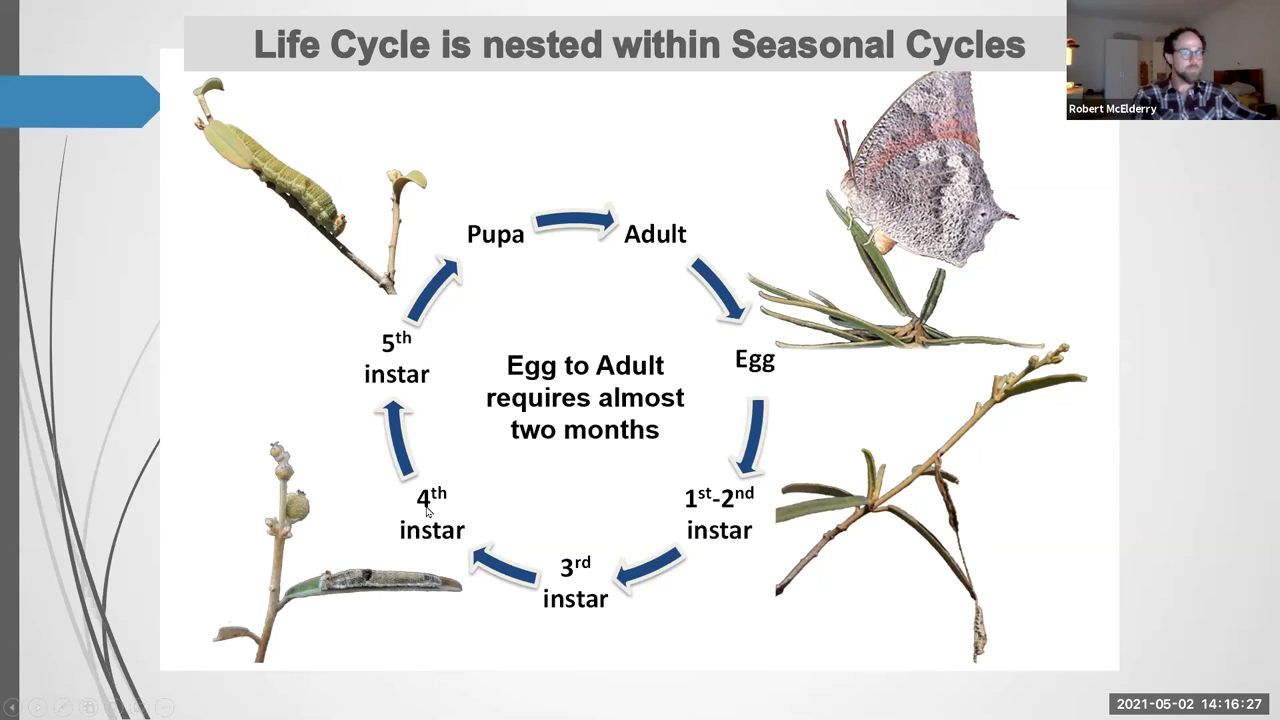 Life Cycle is nested within Seasonal Cycles
Robert McElderry
Pupa
Adult
5th
instar
Egg to Adult
requires almost
two months
Egg
4th
instar
1st-2nd
instar
3rd
instar
2021-05-02 14:16:27